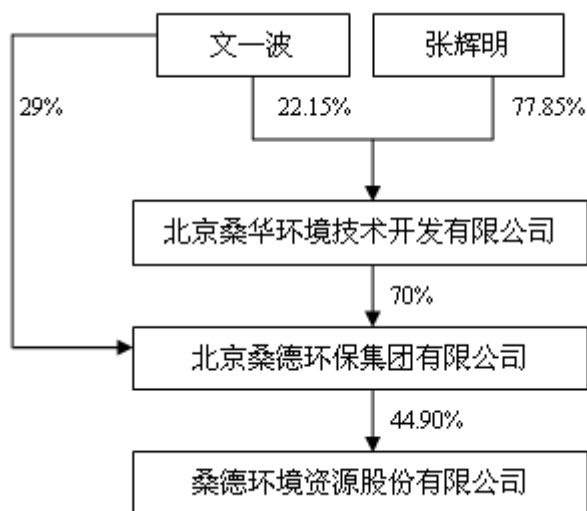 文一波
张辉明
29%
22.15%
77.85%
北京桑华环境技术开发有限公司
70%
北京桑德环保集团有限公司
44.90%
桑德环境资源股份有限公司